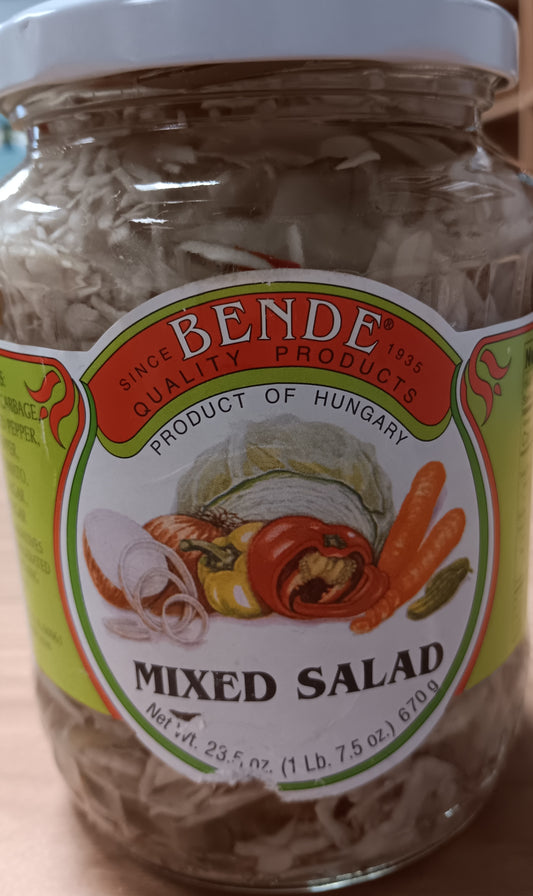 BENDE®
SINCE 1935
QUALITY PRODUCTS
PRODUCT OF HUNGARY
MIXED SALAD
Net Wt. 23.5 oz. (1 Lb. 7.5 oz.) 670 g
PEPPER,